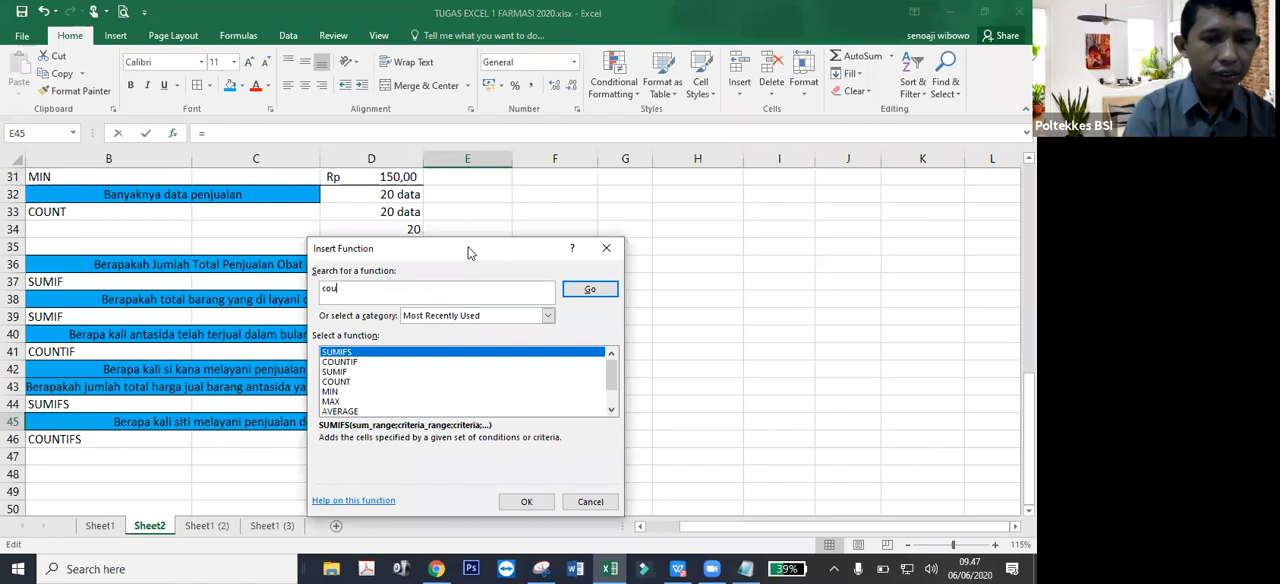 TUGAS EXCEL 1 FARMASI 2020.xlsx - Excel
File Home Insert Page Layout Formulas Data Review View Tell me what you want to do... senoaji wibowo Share
Cut Calibri 11 Wrap Text General AutoSum
Copy Fill
Paste Format Painter B I U Merge & Center % Conditional Formatting Format as Table Cell Styles Insert Delete Format Clear Sort & Filter Find & Select
Clipboard Font Alignment Number Styles Cells Editing
Poltekkes BSI
E45 fx =
B C D E F G H I J K L
31 MIN Rp 150,00
32 Banyaknya data penjualan 20 data
33 COUNT 20 data
34 20
35
36 Berapakah Jumlah Total Penjualan Obat
37 SUMIF
38 Berapakah total barang yang di layani
39 SUMIF
40 Berapa kali antasida telah terjual dalam bulan
41 COUNTIF
42 Berapa kali si kana melayani penjualan
43 Berapakah jumlah total harga jual barang antasida
44 SUMIFS
45 Berapa kali siti melayani penjualan
46 COUNTIFS
47
48
49
50
Insert Function ?
Search for a function:
cou Go
Or select a category: Most Recently Used
Select a function:
SUMIFS
COUNTIF
SUMIF
COUNT
MIN
MAX
AVERAGE
SUMIFS(sum_range;criteria_range;criteria;...)
Adds the cells specified by a given set of conditions or criteria.
Help on this function OK Cancel
Sheet1 Sheet2 Sheet1 (2) Sheet1 (3)
Edit 115%
Search here 39% 09.47
06/06/2020